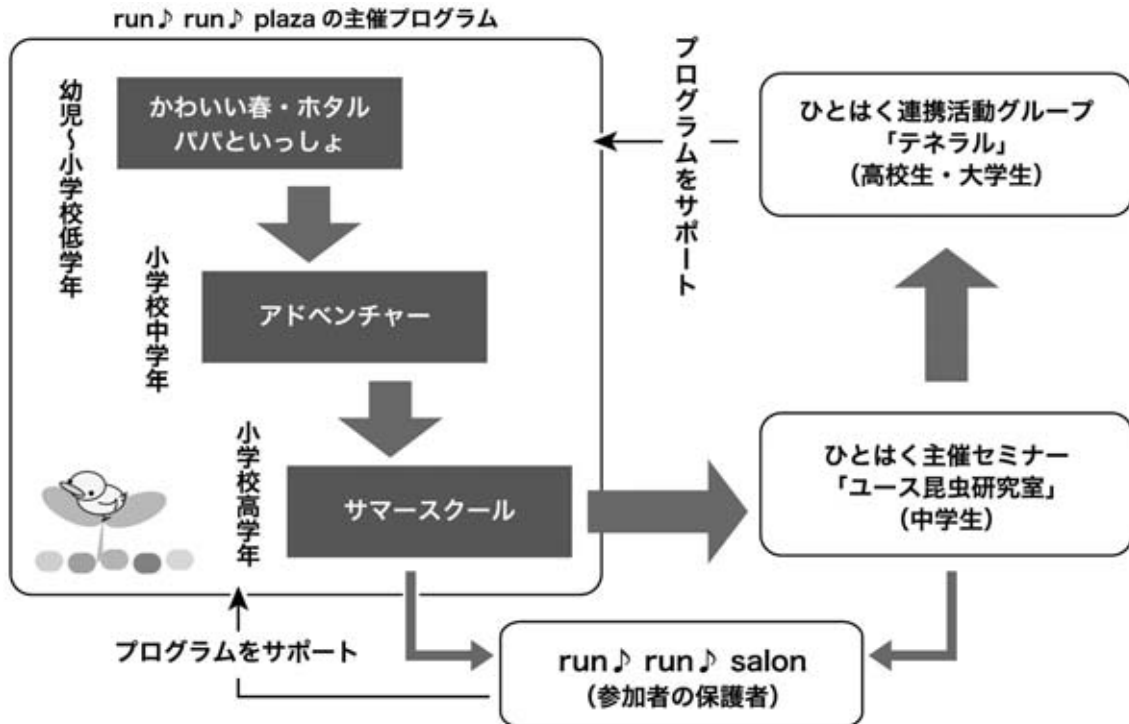 run♪ run♪ plaza の主催プログラム
幼児～小学校低学年
かわいい春・ホタル
パパといっしょ
小学校中学年
アドベンチャー
小学校高学年
サマースクール
プログラムをサポート
ひとはく連携活動グループ
「テネラル」
（高校生・大学生）
ひとはく主催セミナー
「ユース昆虫研究室」
（中学生）
プログラムをサポート
run♪ run♪ salon
（参加者の保護者）